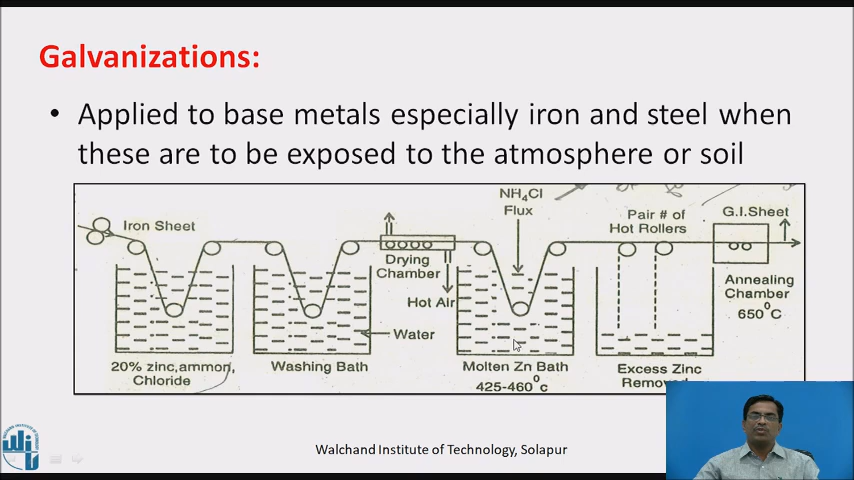 Galvanizations:
• Applied to base metals especially iron and steel when
these are to be exposed to the atmosphere or soil
NH4Cl
Flux
Iron Sheet
Pair # of
Hot Rollers
G.I.Sheet
Drying
Chamber
Hot Air
Water
Annealing
Chamber
650°C
20% zinc,ammon,
Chloride
Washing Bath
Molten Zn Bath
425-460°c
Excess Zinc
Removed
Walchand Institute of Technology, Solapur